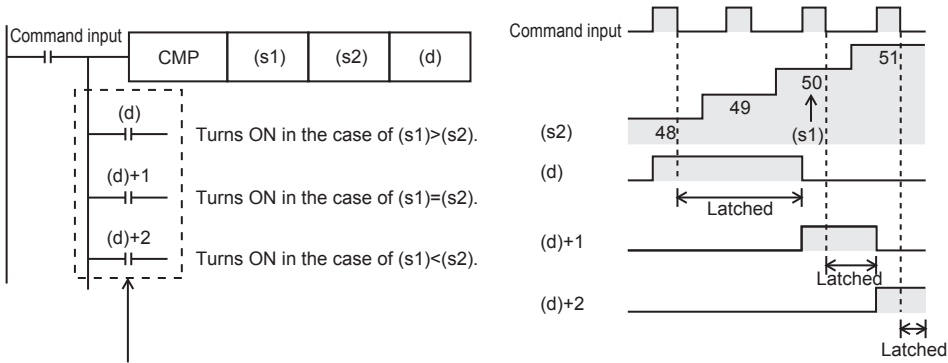 Command input
CMP (s1) (s2) (d)
(d)
Turns ON in the case of (s1)>(s2).
(d)+1
Turns ON in the case of (s1)=(s2).
(d)+2
Turns ON in the case of (s1)<(s2).
Command input
51
50
49
48
(s1)
(s2)
(d)
Latched
(d)+1
Latched
(d)+2
Latched